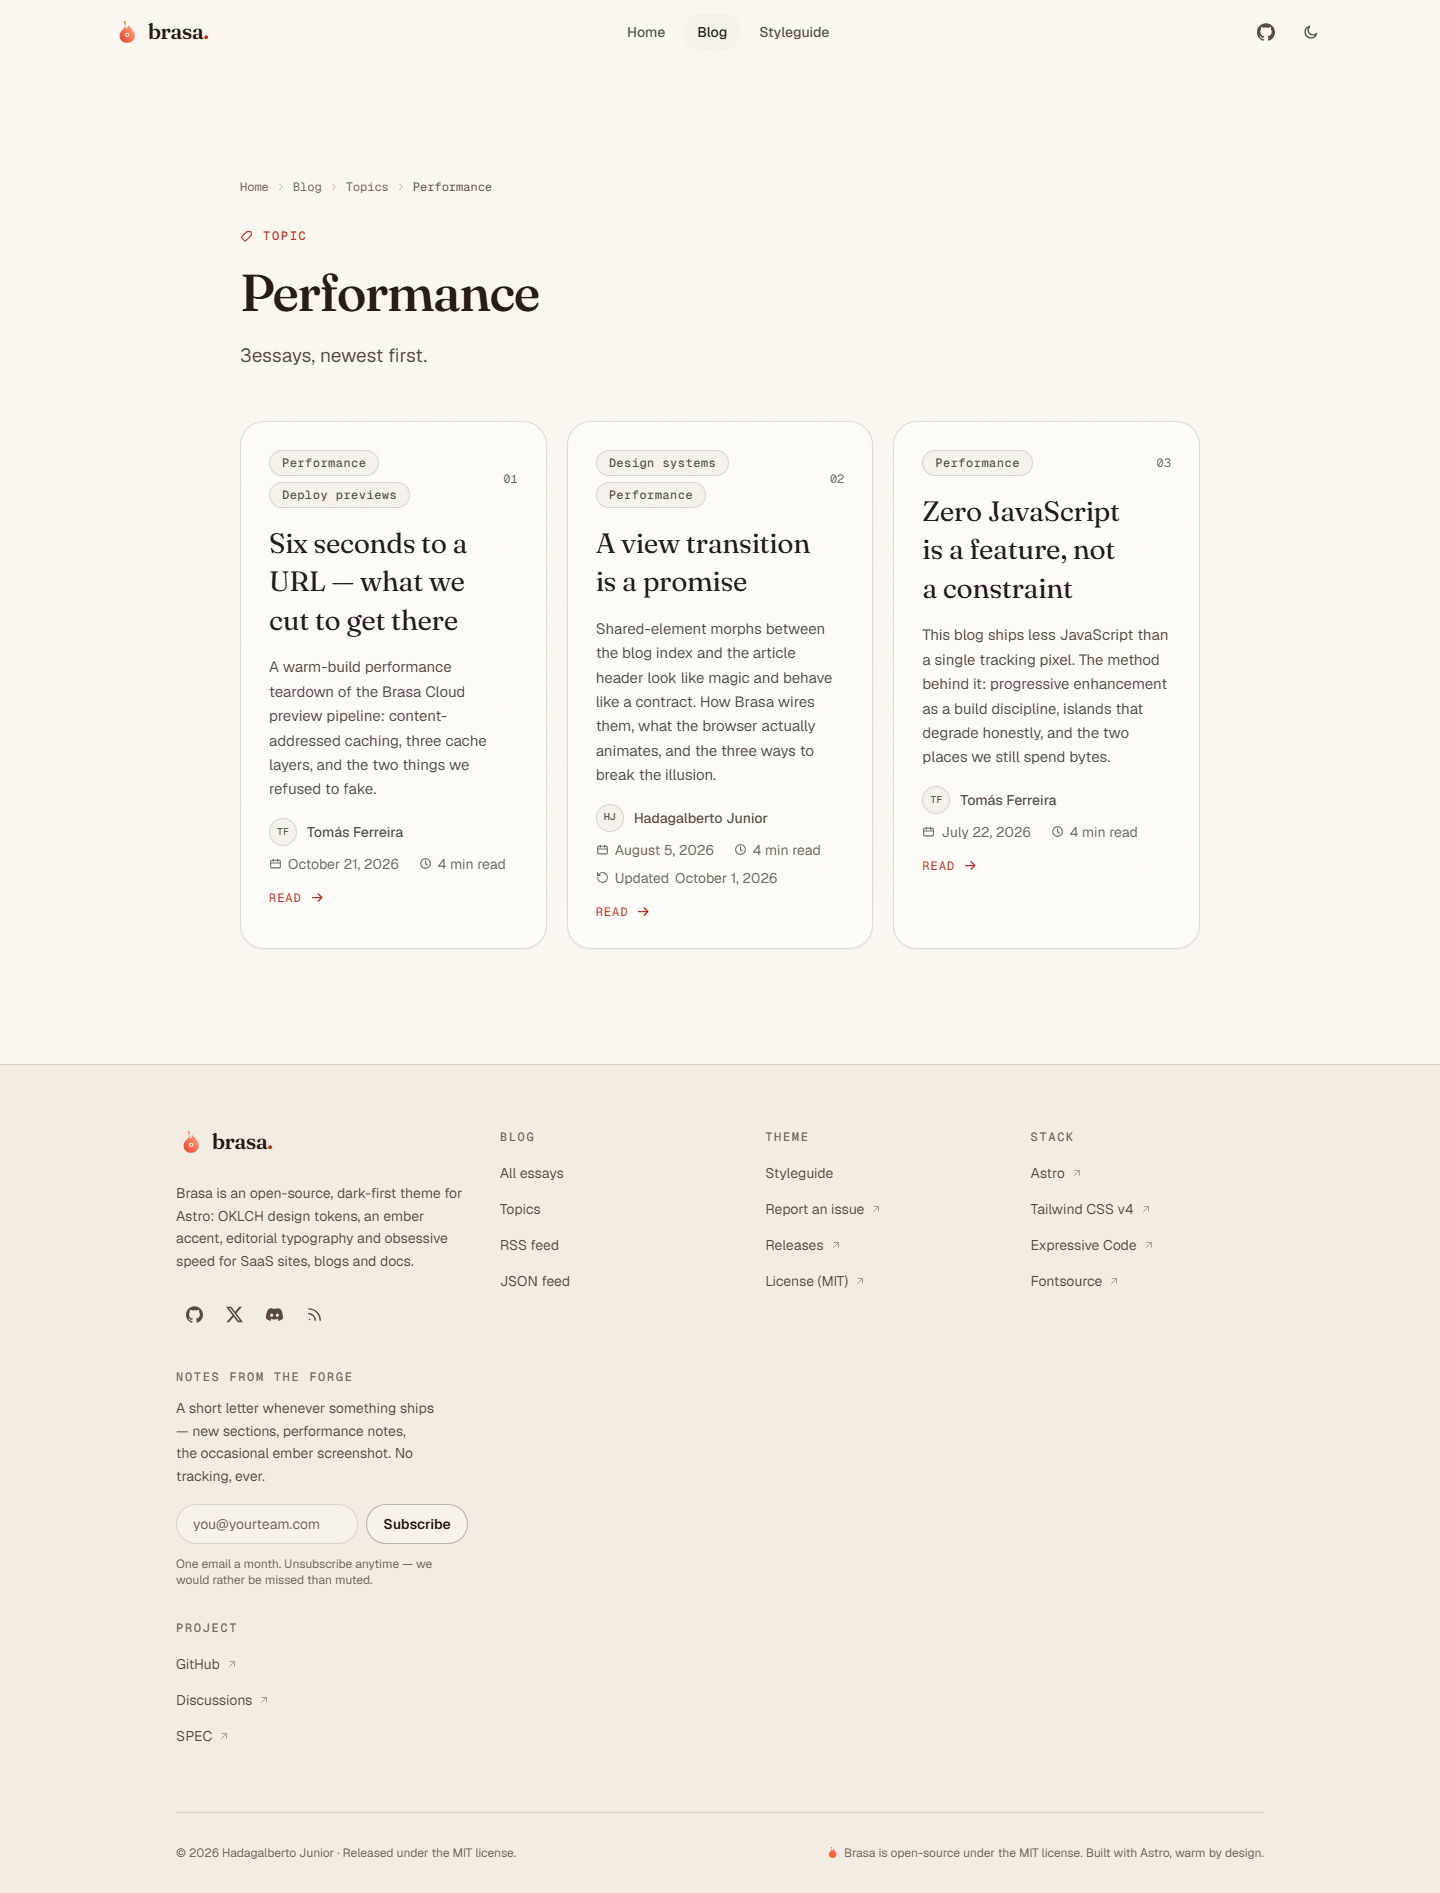 brasa.
Home
Blog
Styleguide
Home
Blog
Topics
Performance
TOPIC
Performance
3essays, newest first.
Performance
Deploy previews
01
Six seconds to a
URL — what we
cut to get there
A warm-build performance
teardown of the Brasa Cloud
preview pipeline: content-
addressed caching, three cache
layers, and the two things we
refused to fake.
TF
Tomás Ferreira
October 21, 2026
4 min read
READ
Design systems
Performance
02
A view transition
is a promise
Shared-element morphs between
the blog index and the article
header look like magic and behave
like a contract. How Brasa wires
them, what the browser actually
animates, and the three ways to
break the illusion.
HJ
Hadagalberto Junior
August 5, 2026
4 min read
Updated October 1, 2026
READ
Performance
03
Zero JavaScript
is a feature, not
a constraint
This blog ships less JavaScript than
a single tracking pixel. The method
behind it: progressive enhancement
as a build discipline, islands that
degrade honestly, and the two
places we still spend bytes.
TF
Tomás Ferreira
July 22, 2026
4 min read
READ
brasa.
Brasa is an open-source, dark-first theme for
Astro: OKLCH design tokens, an ember
accent, editorial typography and obsessive
speed for SaaS sites, blogs and docs.
BLOG
All essays
Topics
RSS feed
JSON feed
THEME
Styleguide
Report an issue
Releases
License (MIT)
STACK
Astro
Tailwind CSS v4
Expressive Code
Fontsource
NOTES FROM THE FORGE
A short letter whenever something ships
— new sections, performance notes,
the occasional ember screenshot. No
tracking, ever.
you@yourteam.com
Subscribe
One email a month. Unsubscribe anytime — we
would rather be missed than muted.
PROJECT
GitHub
Discussions
SPEC
© 2026 Hadagalberto Junior · Released under the MIT license.
Brasa is open-source under the MIT license. Built with Astro, warm by design.